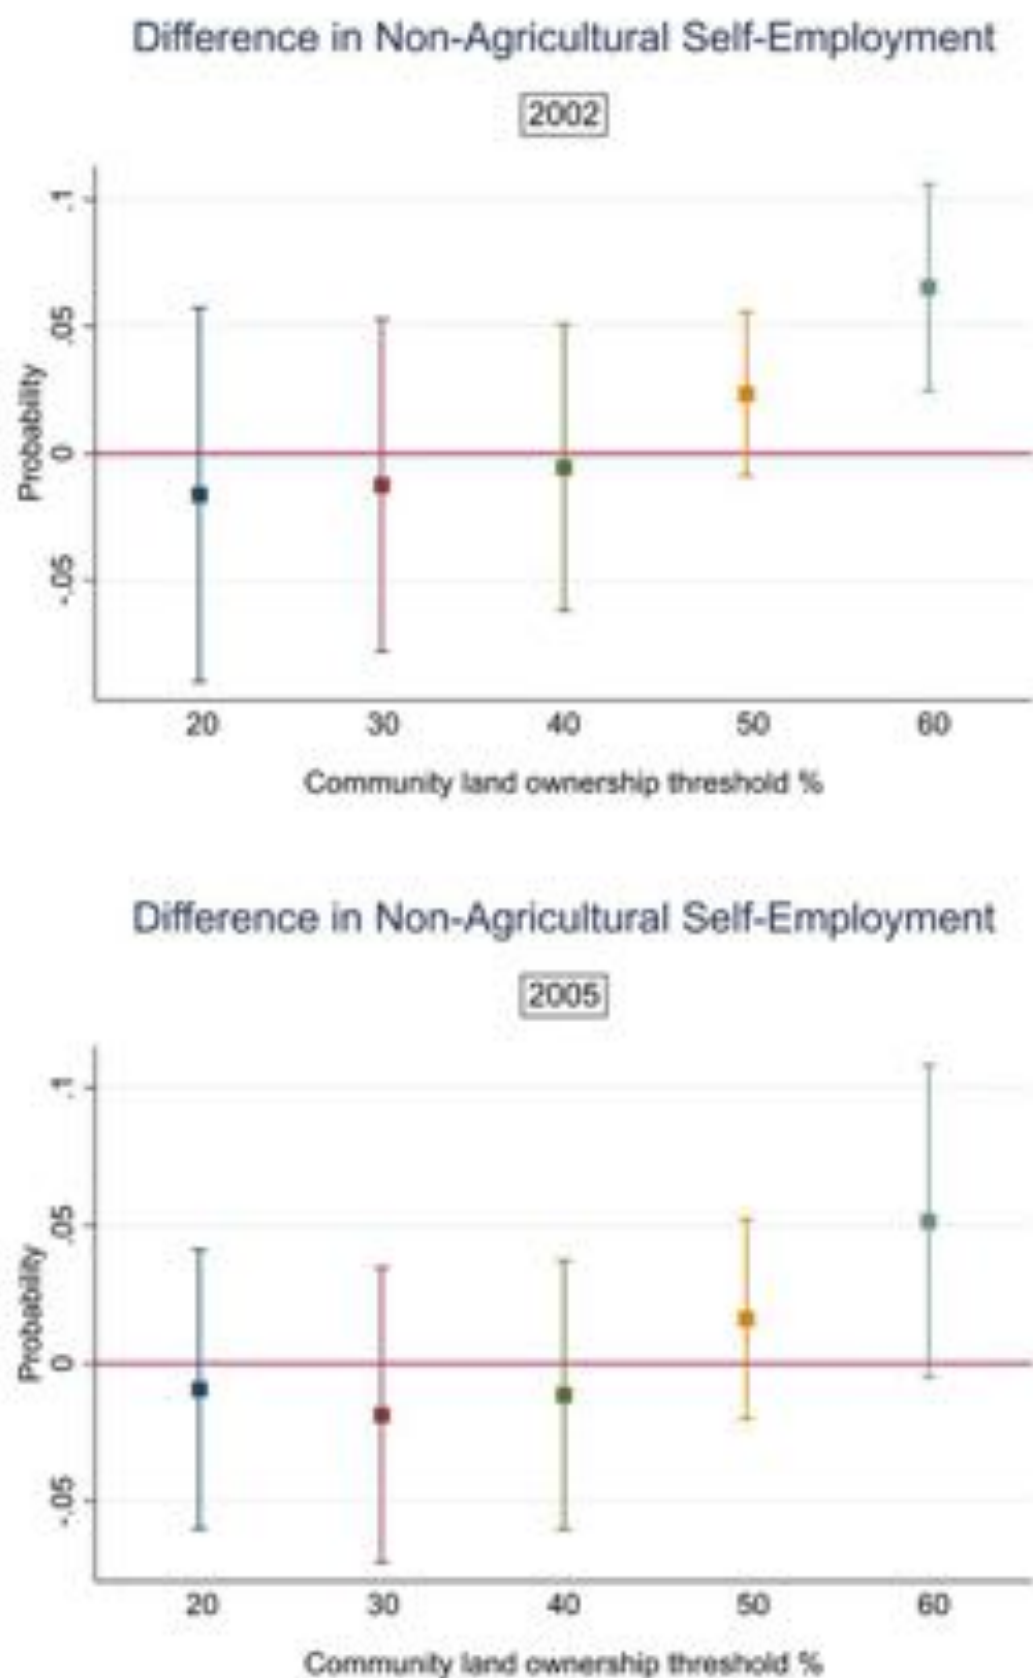 Difference in Non-Agricultural Self-Employment
2002
.1
.05
0
-.05
Probability
20 30 40 50 60
Community land ownership threshold %
Difference in Non-Agricultural Self-Employment
2005
.1
.05
0
-.05
Probability
20 30 40 50 60
Community land ownership threshold %